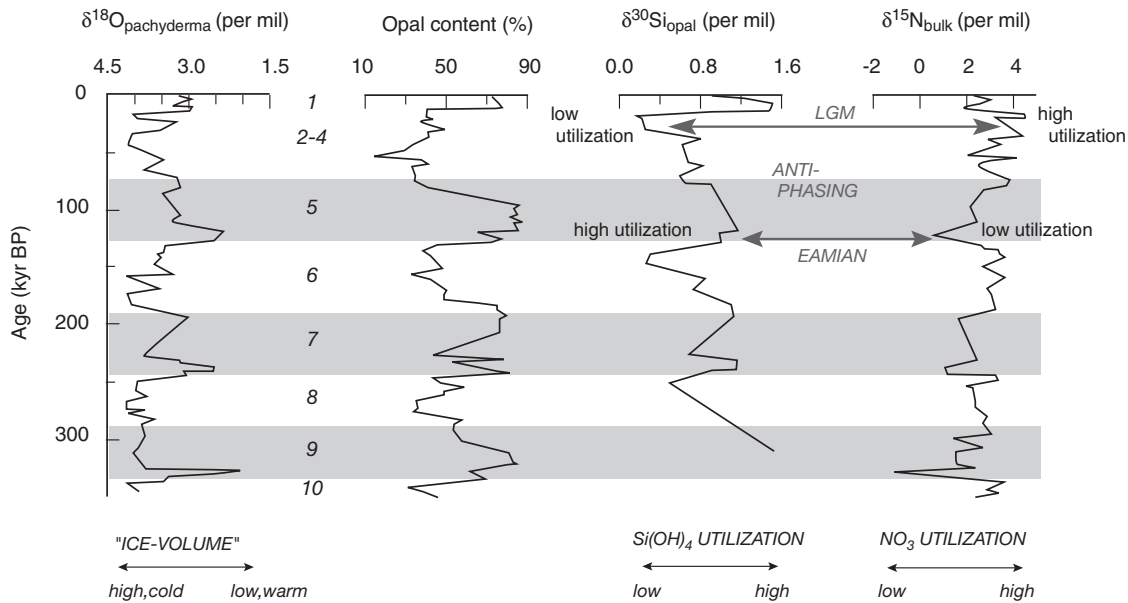 δ18Opachyderma (per mil) Opal content (%) δ30Siopal (per mil) δ15Nbulk (per mil)
4.5 3.0 1.5 10 50 90 0.0 0.8 1.6 -2 0 2 4
0 1 low LGM high
utilization utilization
2-4
ANTI-
PHASING
100 5 high utilization low utilization
EAMIAN
6
Age (kyr BP)
200
7
8
300
9
10
"ICE-VOLUME" Si(OH)4 UTILIZATION NO3 UTILIZATION
high,cold low,warm low high low high